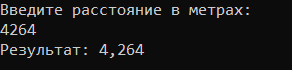 Введите расстояние в метрах:
4264
Результат: 4,264